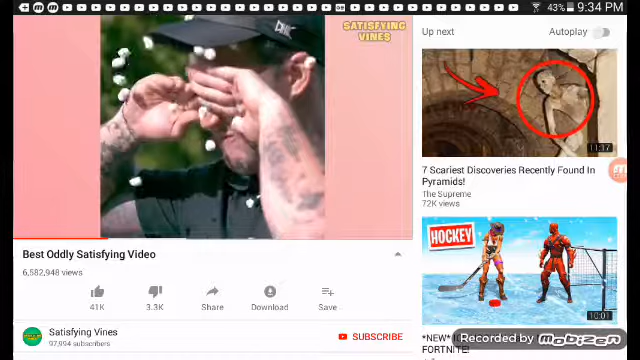 43% 9:34 PM
SATISFYING
VINES
Best Oddly Satisfying Video
6,582,948 views
41K
3.3K
Share
Download
Save
Satisfying Vines
97,994 subscribers
SUBSCRIBE
Up next
Autoplay
11:37
7 Scariest Discoveries Recently Found In
Pyramids!
The Supreme
72K views
HOCKEY
10:01
*NEW*
FORTNITE!
Recorded by mobizen